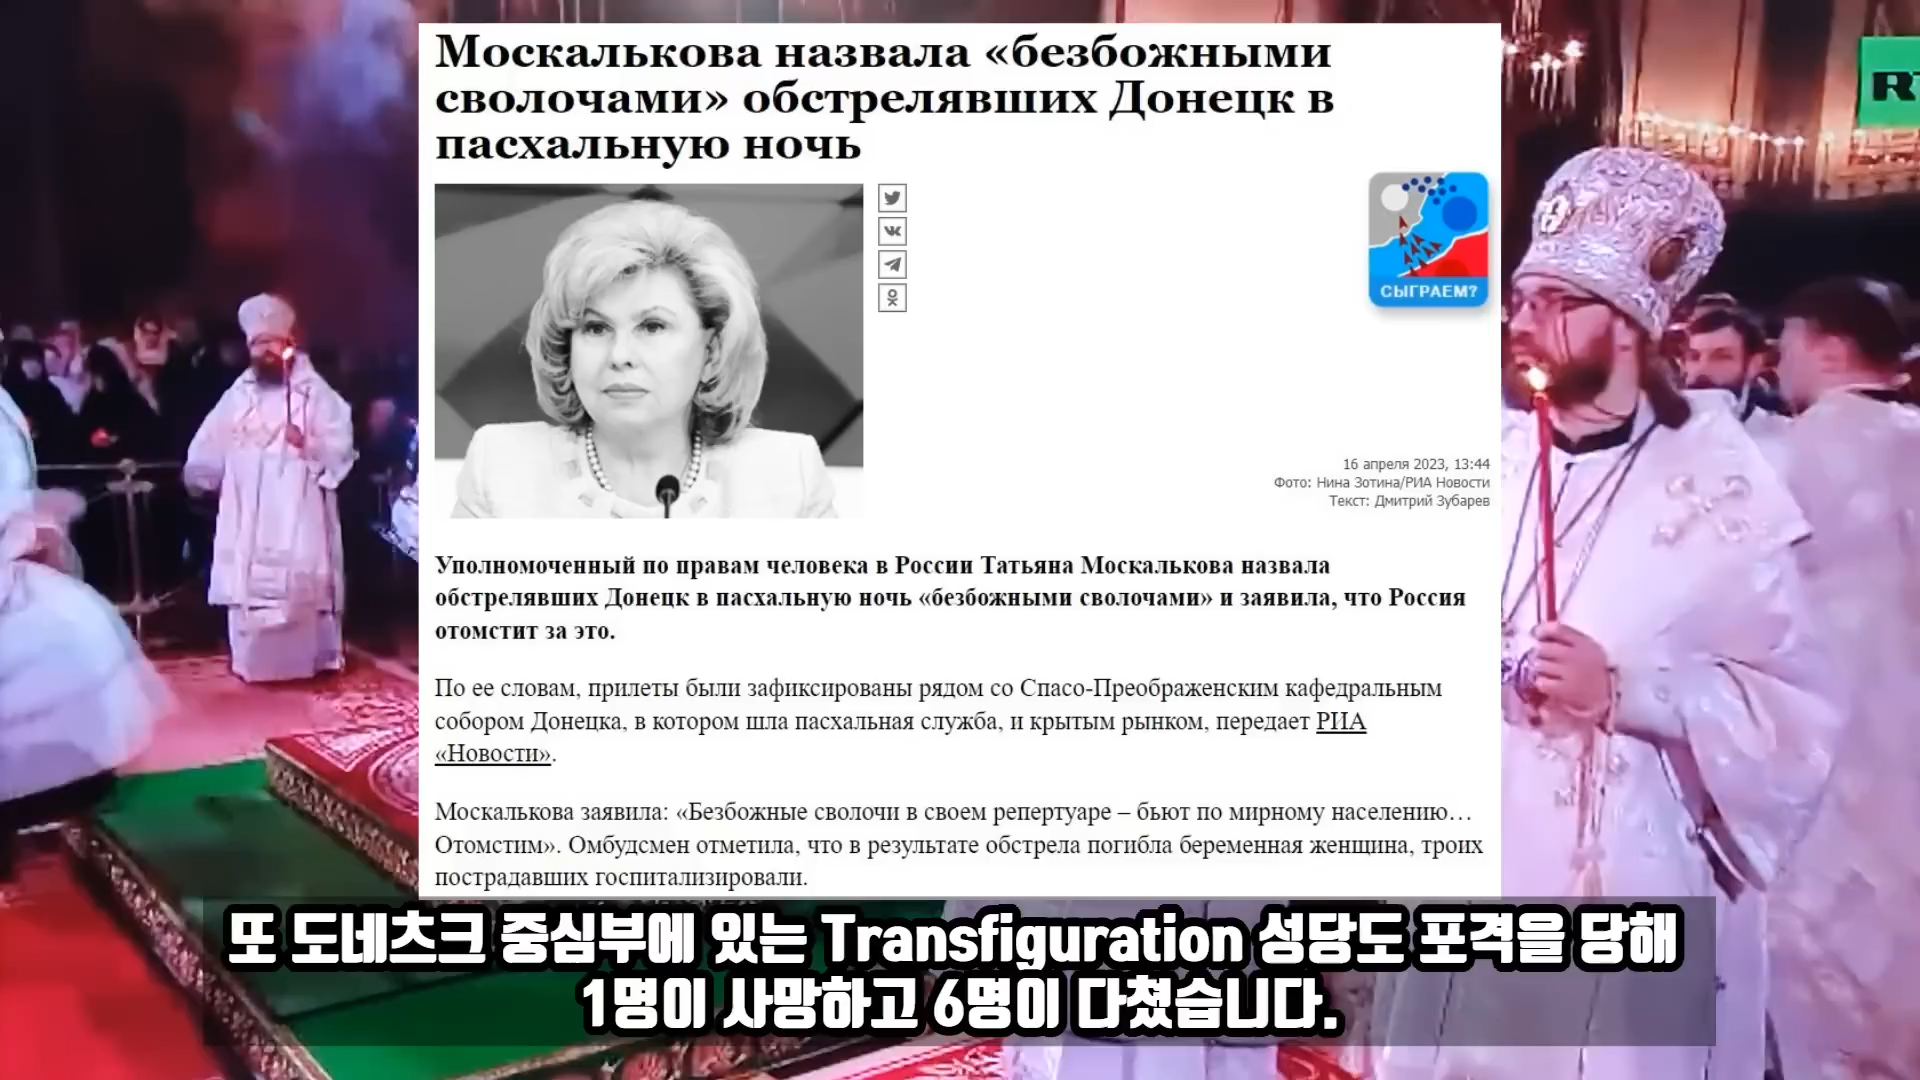 Москалькова назвала «безбожными
сволочами» обстрелявших Донецк в
пасхальную ночь
RT
СЫГРАЕМ?
16 апреля 2023, 13:44
Фото: Нина Зотина/РИА Новости
Текст: Дмитрий Зубарев
Уполномоченный по правам человека в России Татьяна Москалькова назвала
обстрелявших Донецк в пасхальную ночь «безбожными сволочами» и заявила, что Россия
отомстит за это.
По ее словам, прилеты были зафиксированы рядом со Спасо-Преображенским кафедральным
собором Донецка, в котором шла пасхальная служба, и крытым рынком, передает РИА
«Новости».
Москалькова заявила: «Безбожные сволочи в своем репертуаре – бьют по мирному населению…
Отомстим». Омбудсмен отметила, что в результате обстрела погибла беременная женщина, троих
пострадавших госпитализировали.
또 도네츠크 중심부에 있는 Transfiguration 성당도 포격을 당해
1명이 사망하고 6명이 다쳤습니다.